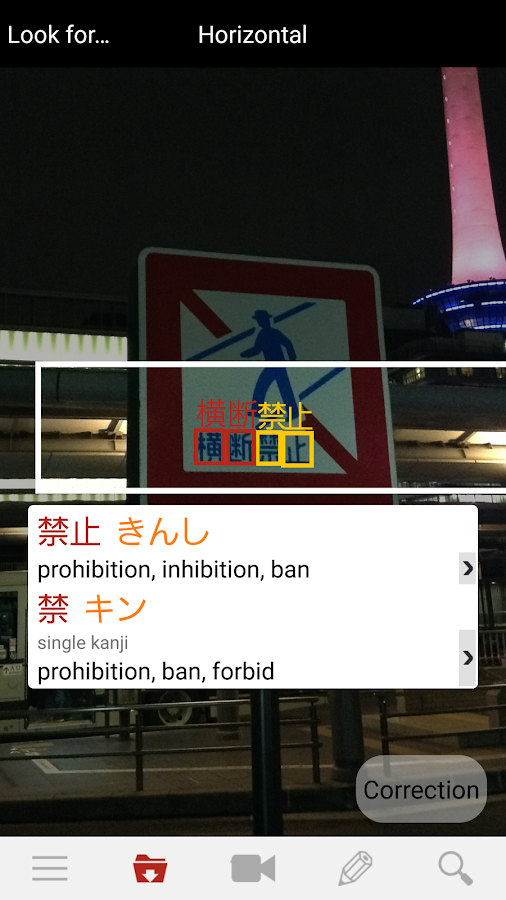 Look for... Horizontal
横断禁止
横断禁止
禁止 きんし
prohibition, inhibition, ban
禁 キン
single kanji
prohibition, ban, forbid
Correction